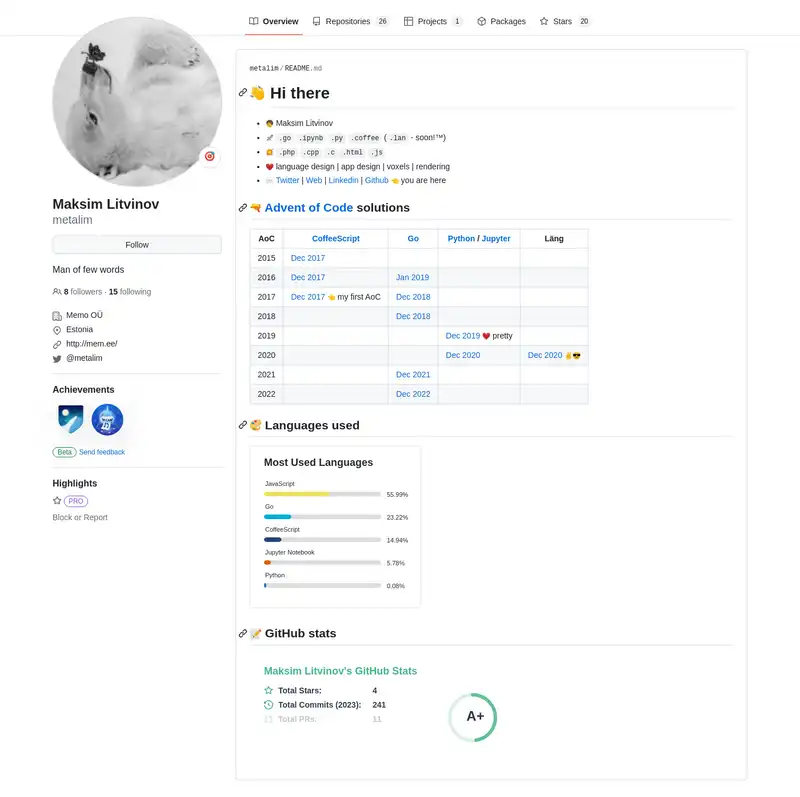 Overview Repositories 26 Projects 1 Packages Stars 20
Maksim Litvinov
metalim
Follow
Man of few words
8 followers · 15 following
Memo OÜ
Estonia
http://mem.ee/
@metalim
Achievements
Beta Send feedback
Highlights
PRO
Block or Report
metalim/README.md
👋 Hi there
Maksim Litvinov
.go .ipynb .py .coffee ( .lan - soon!™)
.php .cpp .c .html .js
❤️ language design | app design | voxels | rendering
Twitter | Web | Linkedin | Github 👈 you are here
🔫 Advent of Code solutions
AoC CoffeeScript Go Python / Jupyter Läng
2015 Dec 2017
2016 Dec 2017 Jan 2019
2017 Dec 2017 👈 my first AoC Dec 2018
2018 Dec 2018
2019 Dec 2019 ❤️ pretty
2020 Dec 2020 Dec 2020 ✌️😎
2021 Dec 2021
2022 Dec 2022
🎨 Languages used
Most Used Languages
JavaScript
55.99%
Go
23.22%
CoffeeScript
14.94%
Jupyter Notebook
5.78%
Python
0.08%
📝 GitHub stats
Maksim Litvinov's GitHub Stats
Total Stars: 4
Total Commits (2023): 241
Total PRs: 11
A+